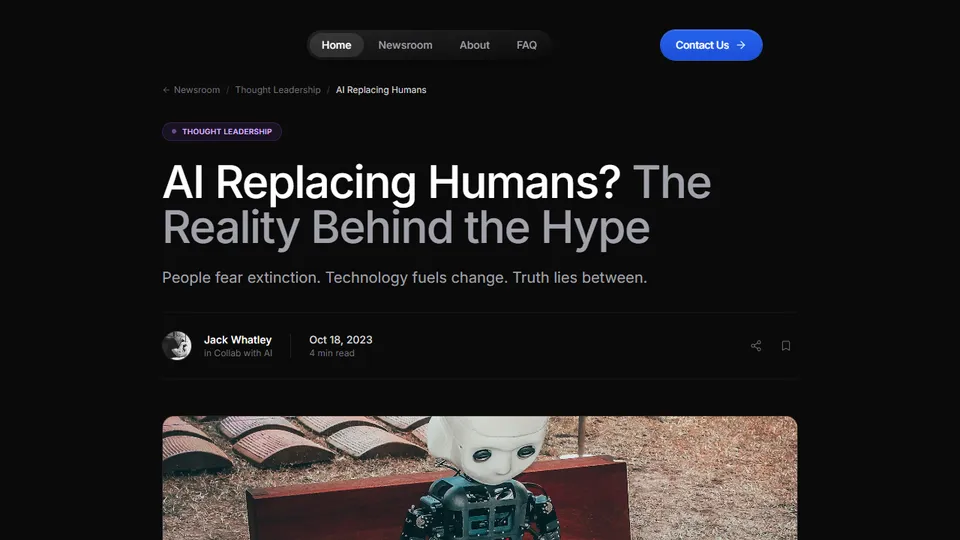 Home Newsroom About FAQ Contact Us →
← Newsroom / Thought Leadership / AI Replacing Humans
THOUGHT LEADERSHIP
AI Replacing Humans? The
Reality Behind the Hype
People fear extinction. Technology fuels change. Truth lies between.
Jack Whatley Oct 18, 2023
In Collab with AI 4 min read